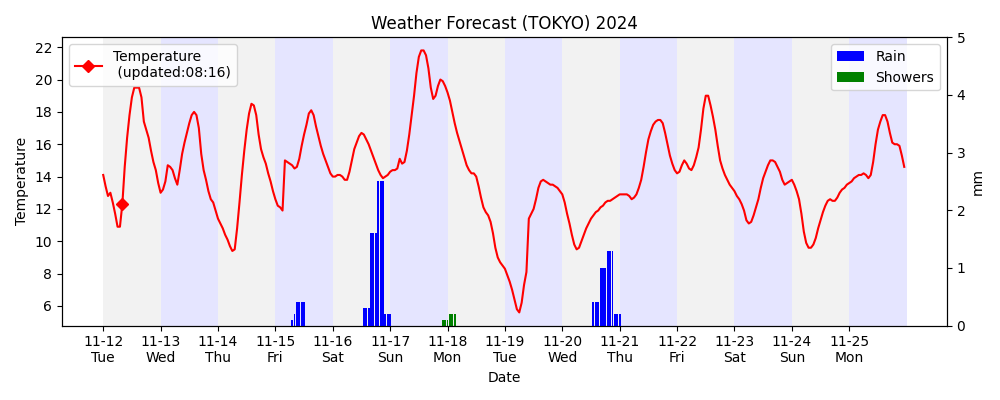 Weather Forecast (TOKYO) 2024
Temperature
(updated:08:16)
Rain
Showers
Temperature
22
20
18
16
14
12
10
8
6
5
4
3
2
1
0
mm
11-12 11-13 11-14 11-15 11-16 11-17 11-18 11-19 11-20 11-21 11-22 11-23 11-24 11-25
Tue Wed Thu Fri Sat Sun Mon Tue Wed Thu Fri Sat Sun Mon
Date